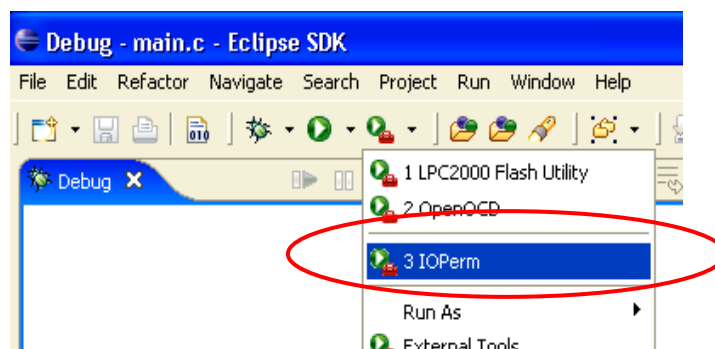 Debug - main.c - Eclipse SDK
File Edit Refactor Navigate Search Project Run Window Help
010
Debug
1 LPC2000 Flash Utility
2 OpenOCD
3 IOPerm
Run As
External Tools